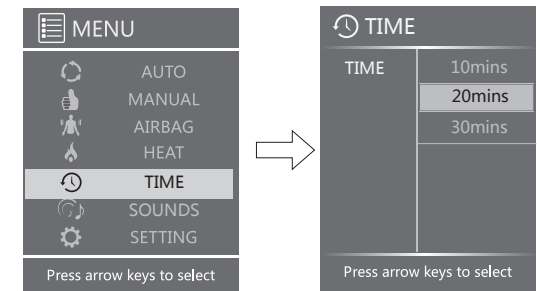 MENU
AUTO
MANUAL
AIRBAG
HEAT
TIME
SOUNDS
SETTING
Press arrow keys to select
TIME
TIME
10mins
20mins
30mins
Press arrow keys to select